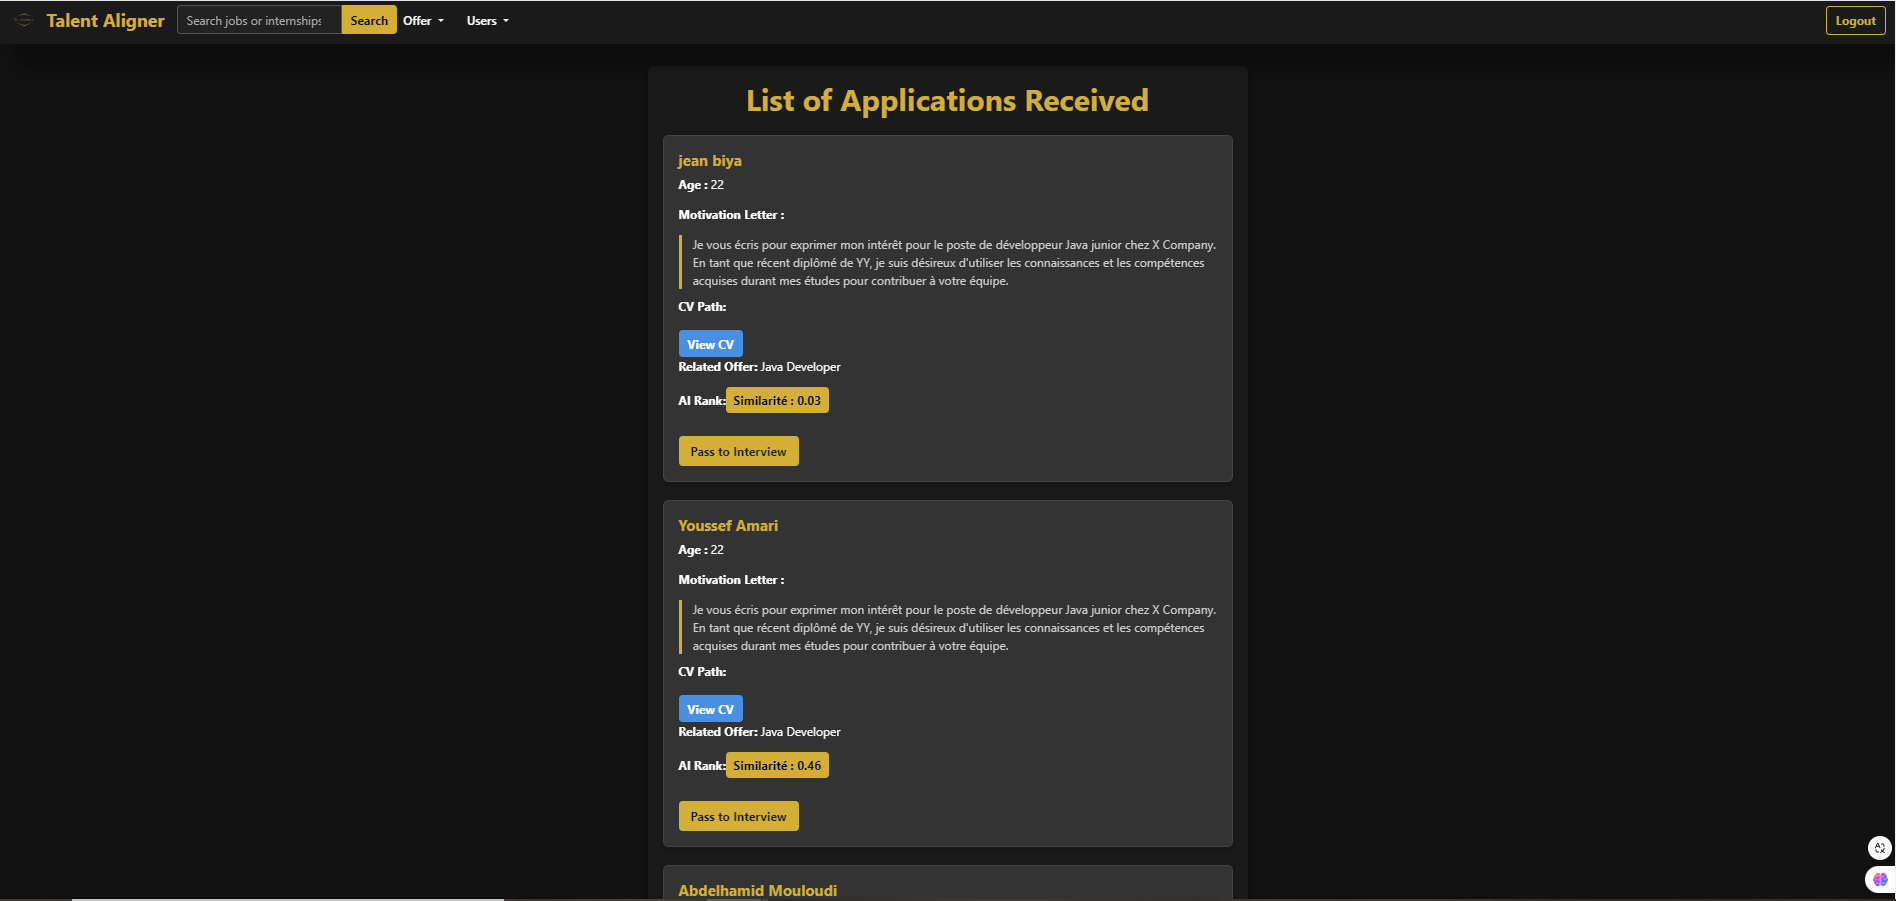 Talent Aligner
Search jobs or internships
Search
Offer
Users
Logout
List of Applications Received
jean biya
Age : 22
Motivation Letter :
Je vous écris pour exprimer mon intérêt pour le poste de développeur Java junior chez X Company.
En tant que récent diplômé de YY, je suis désireux d'utiliser les connaissances et les compétences
acquises durant mes études pour contribuer à votre équipe.
CV Path:
View CV
Related Offer: Java Developer
AI Rank: Similarité : 0.03
Pass to Interview
Youssef Amari
Age : 22
Motivation Letter :
Je vous écris pour exprimer mon intérêt pour le poste de développeur Java junior chez X Company.
En tant que récent diplômé de YY, je suis désireux d'utiliser les connaissances et les compétences
acquises durant mes études pour contribuer à votre équipe.
CV Path:
View CV
Related Offer: Java Developer
AI Rank: Similarité : 0.46
Pass to Interview
Abdelhamid Mouloudi